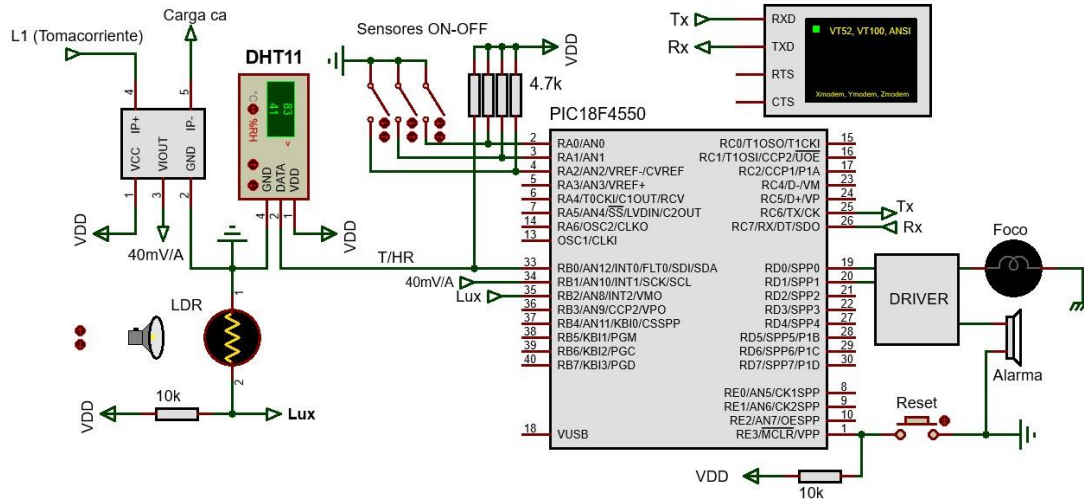 Carga ca
L1 (Tomacorriente)
4
5
IP+
IP-
VCC
VIOUT
GND
1
3
2
VDD
40mV/A
DHT11
°C
%RH
83
41
>
GND
DATA
VDD
4
2
1
VDD
Sensores ON-OFF
VDD
4.7k
Tx
Rx
RXD
TXD
RTS
CTS
VT52, VT100, ANSI
Xmodem, Ymodem, Zmodem
PIC18F4550
2 RA0/AN0
3 RA1/AN1
4 RA2/AN2/VREF-/CVREF
5 RA3/AN3/VREF+
6 RA4/T0CKI/C1OUT/RCV
7 RA5/AN4/SS/LVDIN/C2OUT
14 RA6/OSC2/CLKO
13 OSC1/CLKI
33 RB0/AN12/INT0/FLT0/SDI/SDA
34 RB1/AN10/INT1/SCK/SCL
35 RB2/AN8/INT2/VMO
36 RB3/AN9/CCP2/VPO
37 RB4/AN11/KBI0/CSSPP
38 RB5/KBI1/PGM
39 RB6/KBI2/PGC
40 RB7/KBI3/PGD
18 VUSB
RC0/T1OSO/T1CKI 15
RC1/T1OSI/CCP2/UOE 16
RC2/CCP1/P1A 17
RC4/D-/VM 23
RC5/D+/VP 24
RC6/TX/CK 25
RC7/RX/DT/SDO 26
RD0/SPP0 19
RD1/SPP1 20
RD2/SPP2 21
RD3/SPP3 22
RD4/SPP4 27
RD5/SPP5/P1B 28
RD6/SPP6/P1C 29
RD7/SPP7/P1D 30
RE0/AN5/CK1SPP 8
RE1/AN6/CK2SPP 9
RE2/AN7/OESPP 10
RE3/MCLR/VPP 1
T/HR
40mV/A
Lux
Tx
Rx
DRIVER
Foco
Alarma
Reset
VDD
10k
LDR
1
2
10k
VDD
Lux